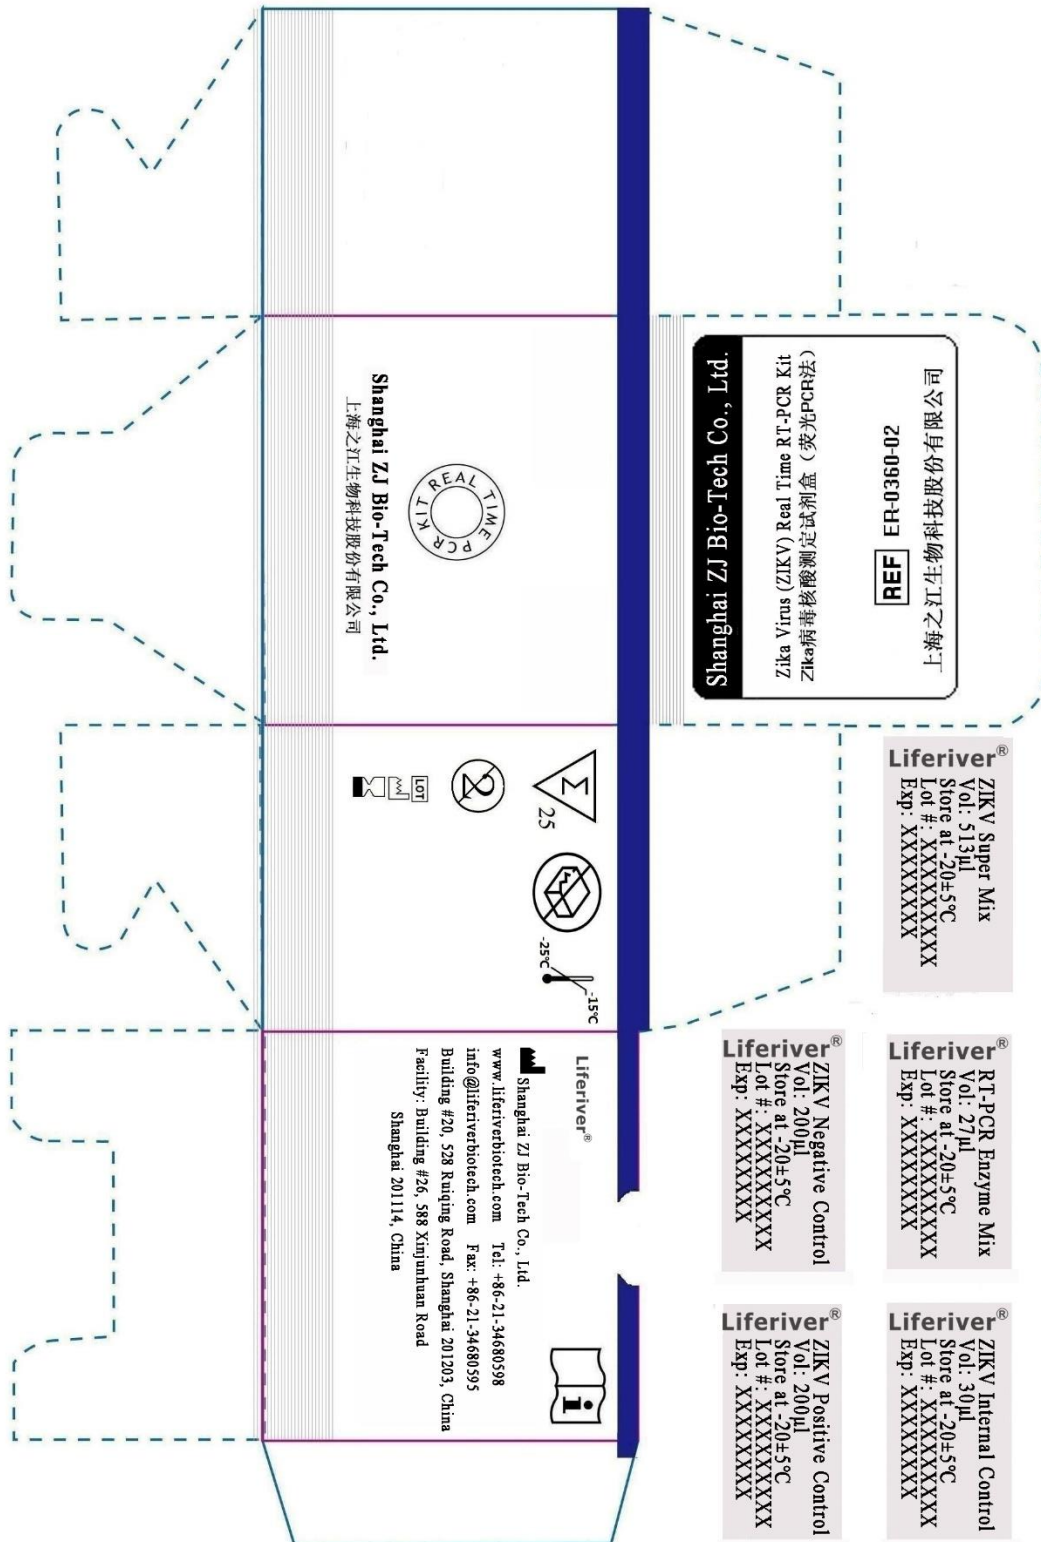 Shanghai ZJ Bio-Tech Co., Ltd.
Zika Virus (ZIKV) Real Time RT-PCR Kit
Zika病毒核酸测定试剂盒（荧光PCR法）
REF ER-0360-02
上海之江生物科技股份有限公司
REAL TIME PCR KIT
Shanghai ZJ Bio-Tech Co., Ltd.
上海之江生物科技股份有限公司
Σ
25
-25℃
-15℃
2
LOT
Liferiver®
i
Shanghai ZJ Bio-Tech Co., Ltd.
www.liferiverbiotech.com Tel: +86-21-34680598
info@liferiverbiotech.com Fax: +86-21-34680595
Building #20, 528 Ruiqing Road, Shanghai 201203, China
Facility: Building #26, 588 Xinjunhuan Road
Shanghai 201114, China
Liferiver®
ZIKV Super Mix
Vol: 513μl
Store at -20±5℃
Lot #: XXXXXXXXX
Exp: XXXXXXXX
Liferiver®
RT-PCR Enzyme Mix
Vol: 27μl
Store at -20±5℃
Lot #: XXXXXXXXX
Exp: XXXXXXXX
Liferiver®
ZIKV Internal Control
Vol: 30μl
Store at -20±5℃
Lot #: XXXXXXXXX
Exp: XXXXXXXX
Liferiver®
ZIKV Negative Control
Vol: 200μl
Store at -20±5℃
Lot #: XXXXXXXXX
Exp: XXXXXXXX
Liferiver®
ZIKV Positive Control
Vol: 200μl
Store at -20±5℃
Lot #: XXXXXXXXX
Exp: XXXXXXXX